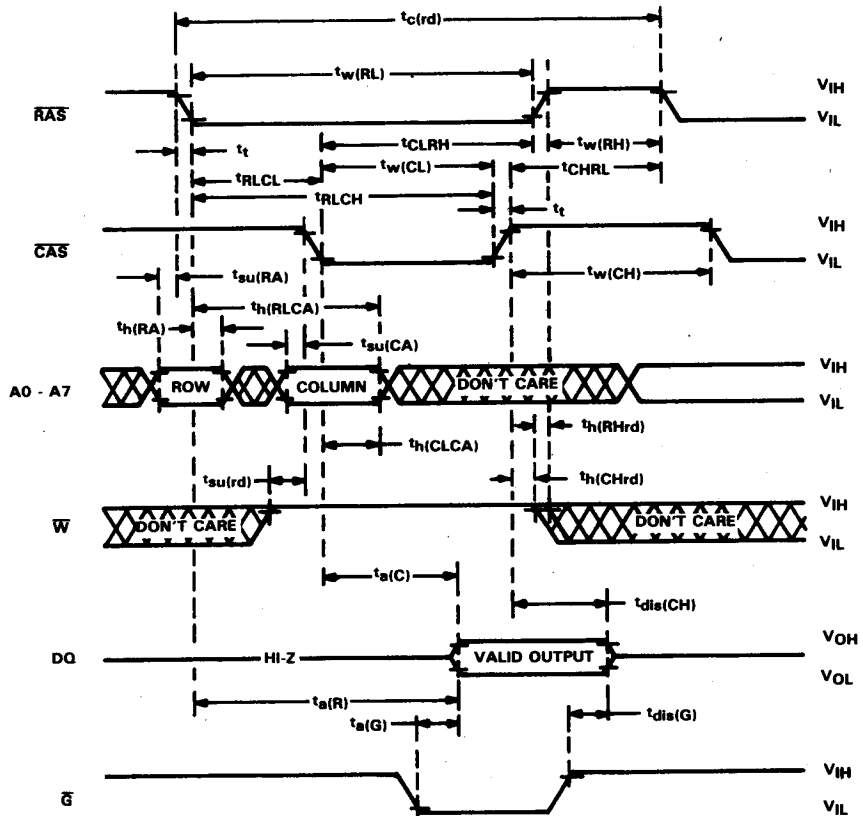 tc(rd)
tw(RL)
VIH
RAS
VIL
tCLRH
tw(RH)
tt
tw(CL)
tCHRL
tRLCL
tRLCH
tt
VIH
CAS
VIL
tsu(RA)
tw(CH)
th(RLCA)
th(RA)
tsu(CA)
VIH
A0 - A7
ROW
COLUMN
DON'T CARE
VIL
th(RHrd)
th(CLCA)
tsu(rd)
th(CHrd)
VIH
W
DON'T CARE
DON'T CARE
VIL
ta(C)
tdis(CH)
VOH
DQ
HI-Z
VALID OUTPUT
VOL
ta(R)
ta(G)
tdis(G)
VIH
G
VIL